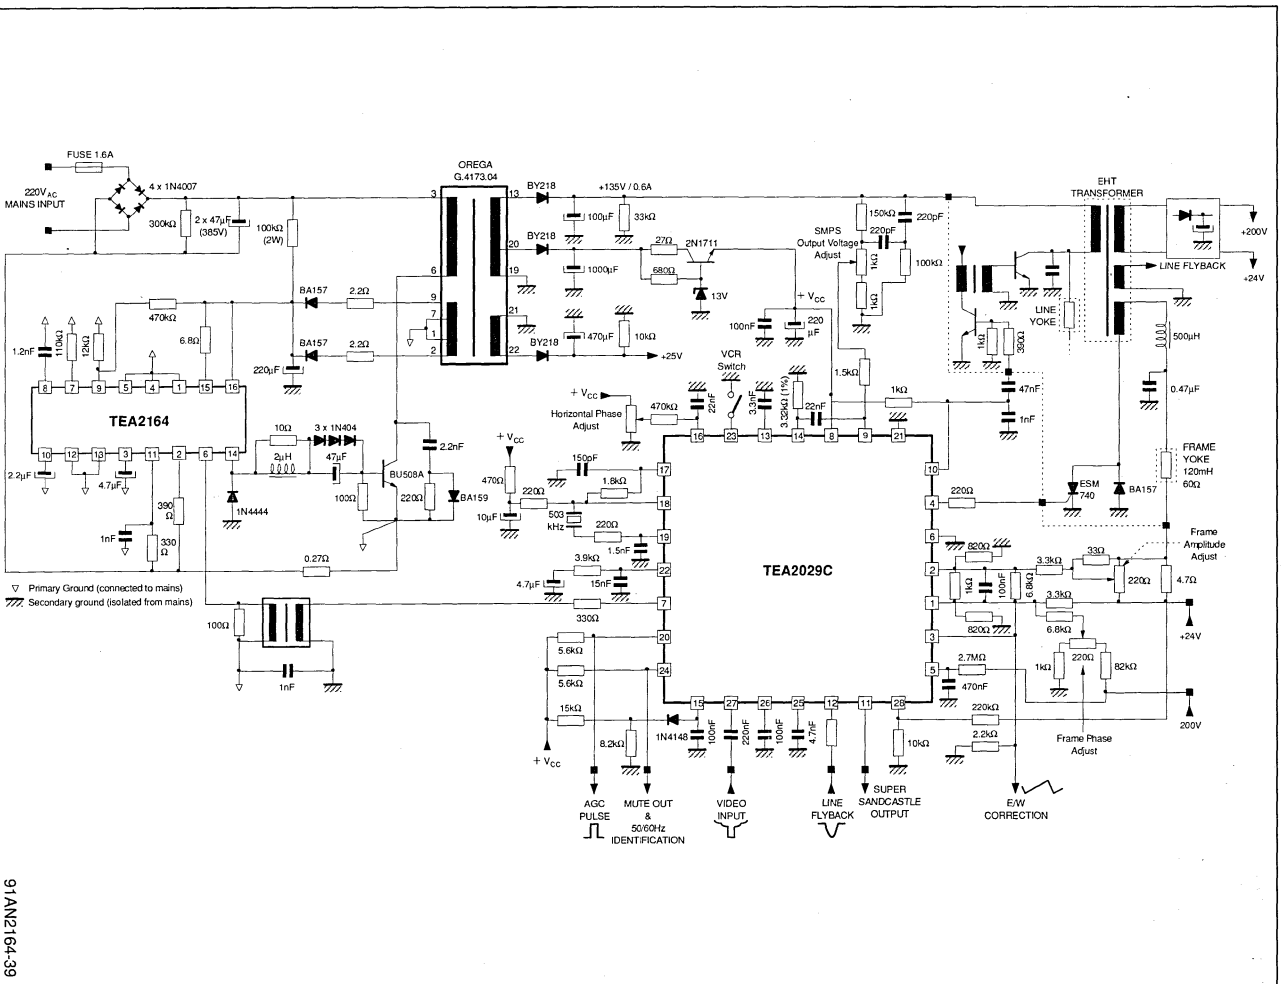 FUSE 1.6A
220VAC
MAINS INPUT
4 x 1N4007
300kΩ
2 x 47µF
(385V)
100kΩ
(2W)
OREGA
G.4173.04
3
6
9
7
1
2
13
20
19
21
22
BY218
+135V / 0.6A
100µF
33kΩ
BY218
1000µF
27Ω
680Ω
2N1711
13V
BY218
470µF
10kΩ
+25V
100nF
+ VCC
220
µF
SMPS
Output Voltage
Adjust
150kΩ
220pF
220pF
1kΩ
100kΩ
1kΩ
1.5kΩ
1kΩ
EHT
TRANSFORMER
LINE FLYBACK
+200V
+24V
LINE
YOKE
1kΩ
390Ω
500µH
47nF
1nF
0.47µF
FRAME
YOKE
120mH
60Ω
BA157
2.2Ω
BA157
2.2Ω
470kΩ
6.8Ω
220µF
1.2nF
110kΩ
12kΩ
8
7
9
5
4
1
15
16
TEA2164
10
12
13
3
11
2
6
14
2.2µF
4.7µF
1nF
330
Ω
390
Ω
10Ω
2µH
3 x 1N404
47µF
1N4444
100Ω
BU508A
220Ω
2.2nF
BA159
0.27Ω
Primary Ground (connected to mains)
Secondary ground (isolated from mains)
100Ω
1nF
+ VCC
Horizontal Phase
Adjust
470kΩ
22nF
VCR
Switch
3.3nF
3.32kΩ (1%)
22nF
+ VCC
470Ω
10µF
220Ω
150pF
1.8kΩ
503
kHz
220Ω
1.5nF
3.9kΩ
4.7µF
15nF
330Ω
5.6kΩ
5.6kΩ
15kΩ
8.2kΩ
+ VCC
1N4148
16
23
13
14
8
9
21
17
18
19
22
7
20
24
TEA2029C
10
4
6
2
1
3
5
15
27
26
25
12
11
28
100nF
220nF
100nF
4.7nF
10kΩ
220Ω
ESM
740
BA157
820Ω
1kΩ
100nF
6.8kΩ
820Ω
3.3kΩ
33Ω
220Ω
4.7Ω
Frame
Amplitude
Adjust
3.3kΩ
6.8kΩ
+24V
1kΩ
220Ω
82kΩ
2.7MΩ
470nF
220kΩ
2.2kΩ
Frame Phase
Adjust
200V
AGC
PULSE
MUTE OUT
&
50/60Hz
IDENTIFICATION
VIDEO
INPUT
LINE
FLYBACK
SUPER
SANDCASTLE
OUTPUT
E/W
CORRECTION
91AN2164-39